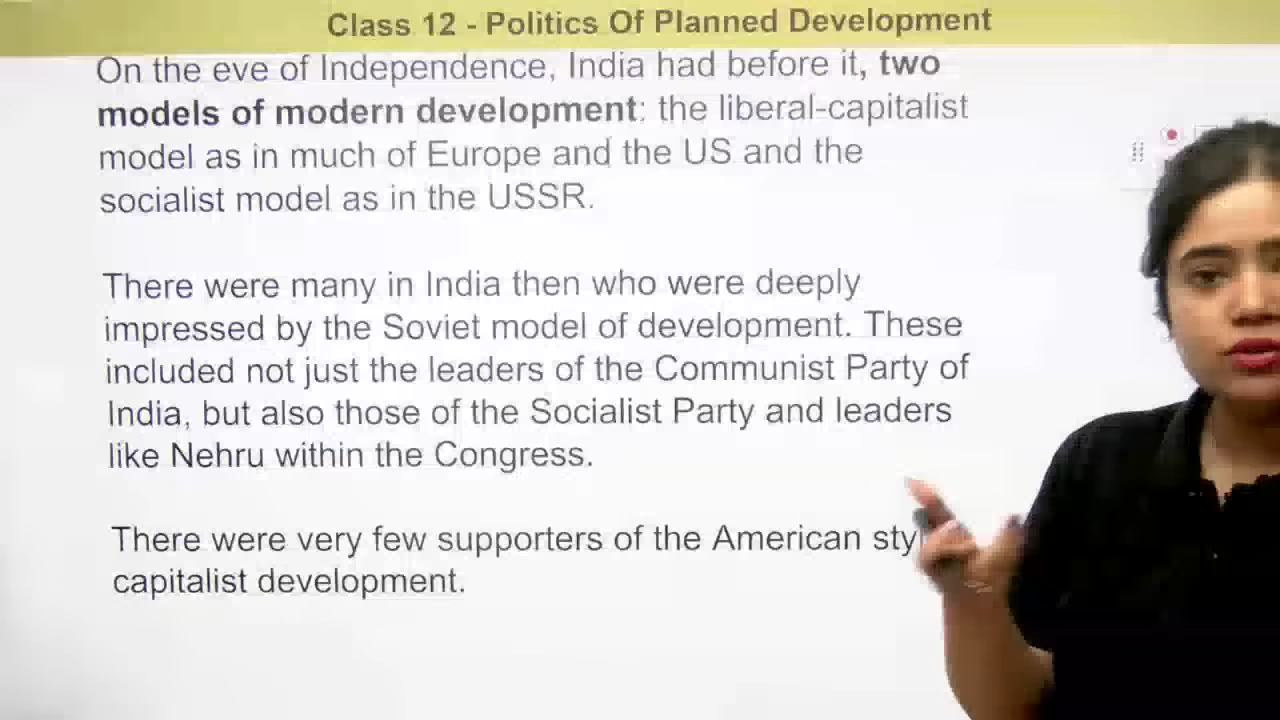 Class 12 - Politics Of Planned Development
On the eve of Independence, India had before it, two
models of modern development: the liberal-capitalist
model as in much of Europe and the US and the
socialist model as in the USSR.
There were many in India then who were deeply
impressed by the Soviet model of development. These
included not just the leaders of the Communist Party of
India, but also those of the Socialist Party and leaders
like Nehru within the Congress.
There were very few supporters of the American
capitalist development.